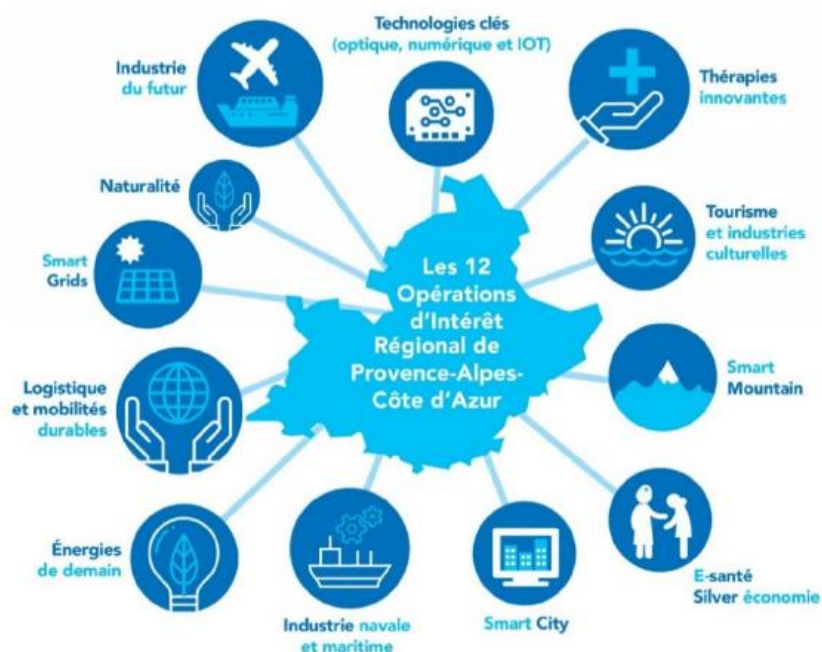 Technologies clés
(optique, numérique et IOT)
Industrie
du futur
Thérapies
innovantes
Naturalité
Tourisme
et industries
culturelles
Smart
Grids
Les 12
Opérations
d'Intérêt
Régional de
Provence-Alpes-
Côte d'Azur
Smart
Mountain
Logistique
et mobilités
durables
Énergies
de demain
E-santé
Silver économie
Industrie navale
et maritime
Smart City